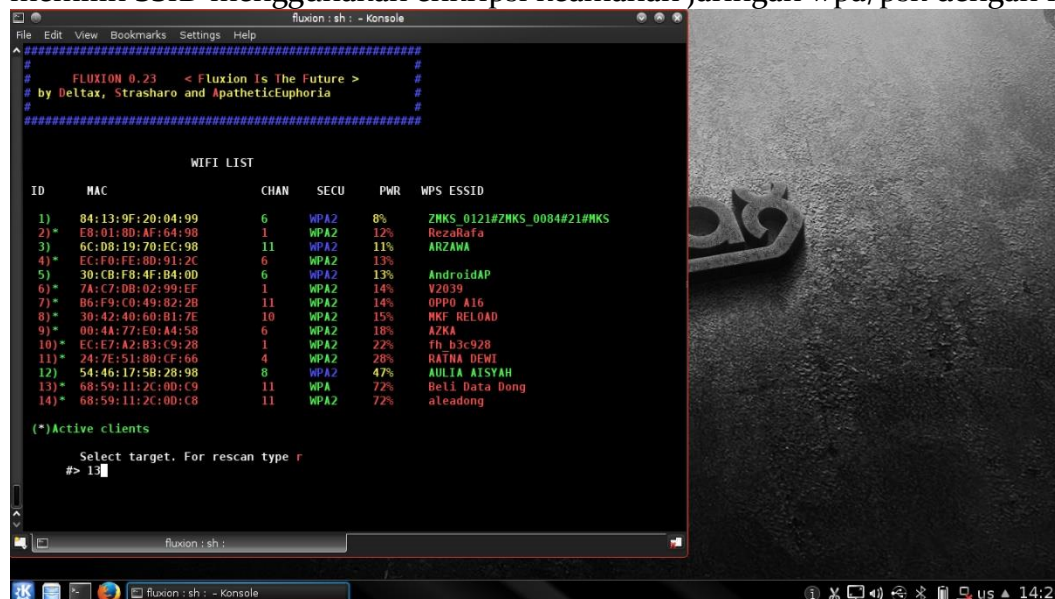 fluxion : sh : - Konsole
File Edit View Bookmarks Settings Help
########################################################
# #
# FLUXION 0.23 < Fluxion Is The Future > #
# by Deltax, Strasharo and ApatheticEuphoria #
# #
########################################################
WIFI LIST
ID MAC CHAN SECU PWR WPS ESSID
1) 84:13:9F:20:04:99 6 WPA2 8% ZMKS_0121#ZMKS_0084#21#MKS
2)* E8:01:8D:AF:64:98 1 WPA2 12% RezaRafa
3) 6C:D8:19:70:EC:98 11 WPA2 11% ARZAWA
4)* EC:F0:FE:8D:91:2C 6 WPA2 13%
5) 30:CB:F8:4F:B4:0D 6 WPA2 13% AndroidAP
6)* 7A:C7:DB:02:99:EF 1 WPA2 14% V2039
7)* B6:F9:C0:49:82:2B 11 WPA2 14% OPPO A16
8)* 30:42:40:60:B1:7E 10 WPA2 15% MKF RELOAD
9)* 00:4A:77:E0:A4:58 6 WPA2 18% AZKA
10)* EC:E7:A2:B3:C9:28 1 WPA2 22% fh_b3c928
11)* 24:7E:51:80:CF:66 4 WPA2 28% RATNA DEWI
12) 54:46:17:5B:28:98 8 WPA2 47% AULIA AISYAH
13)* 68:59:11:2C:0D:C9 11 WPA 72% Beli Data Dong
14)* 68:59:11:2C:0D:C8 11 WPA2 72% aleadong
(*)Active clients
Select target. For rescan type r
#> 13
fluxion : sh :
fluxion : sh : - Konsole
us
14:2